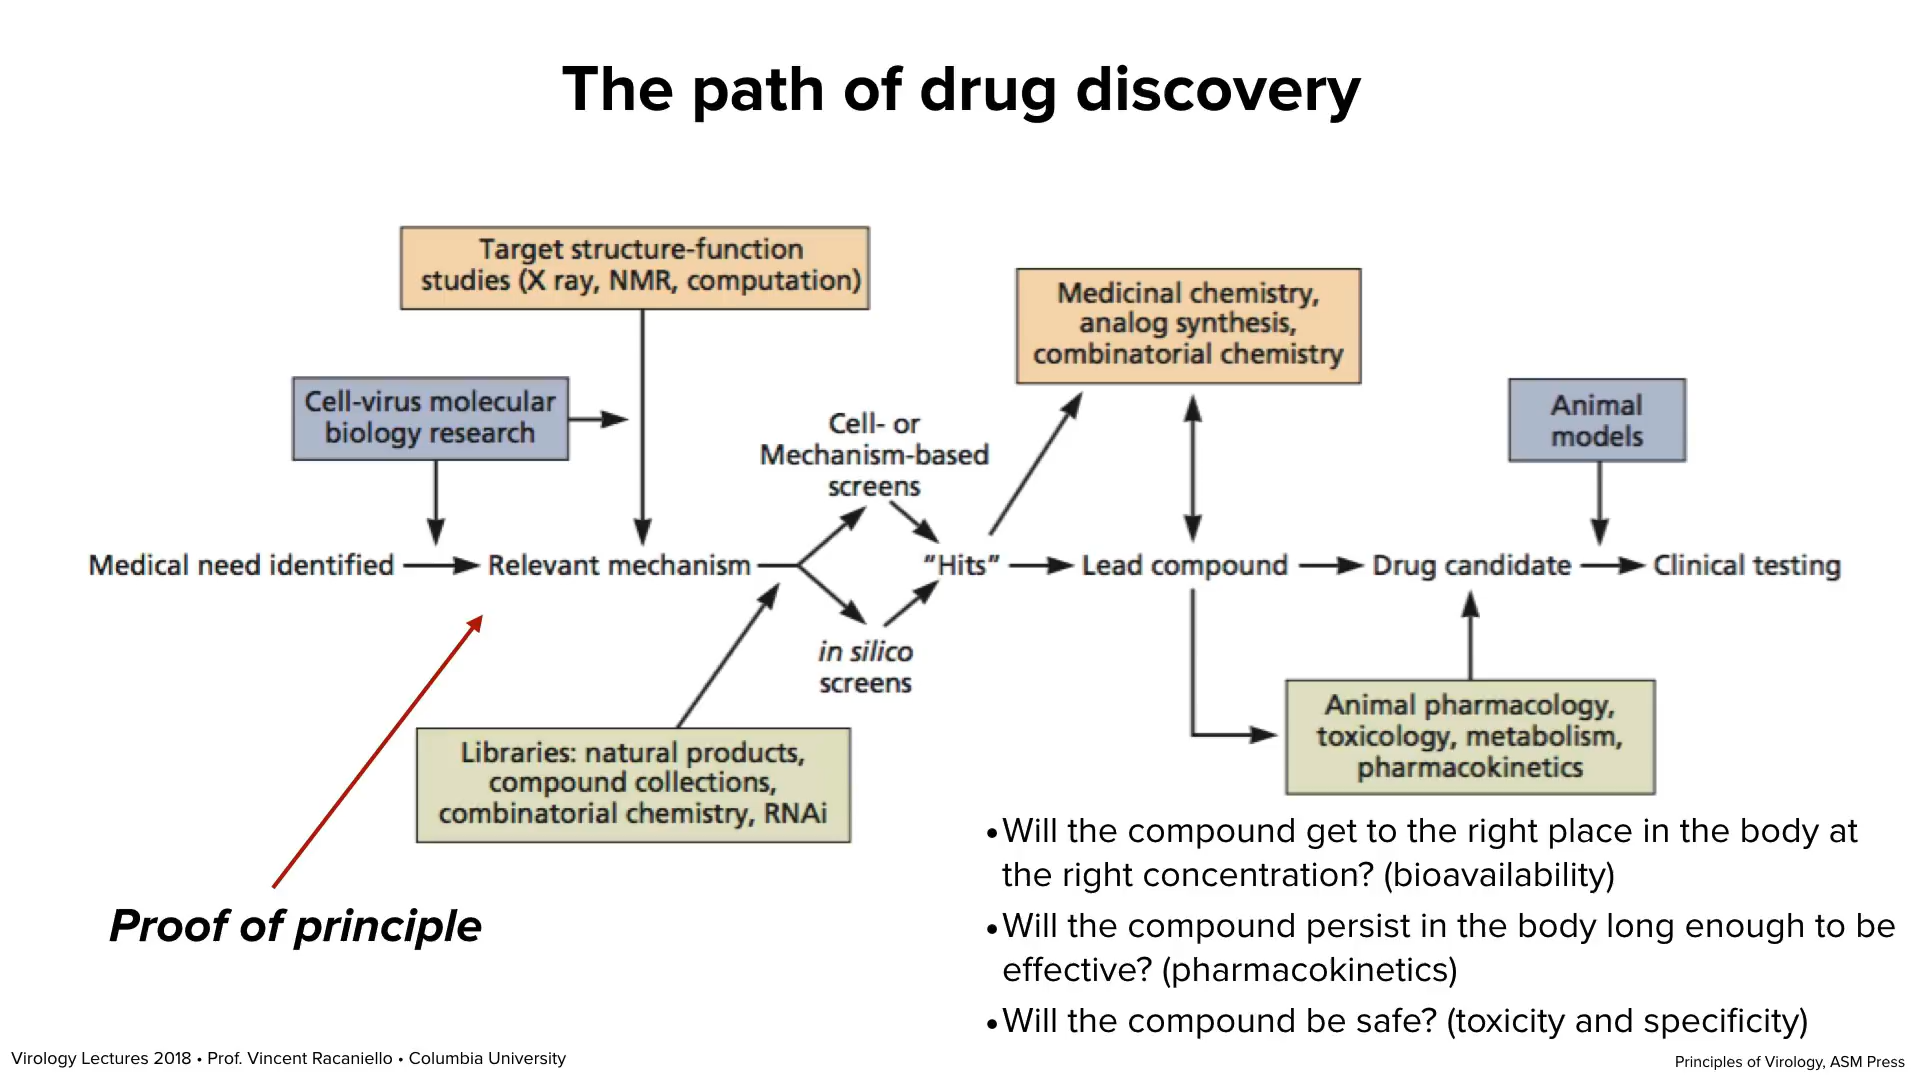 The path of drug discovery
Target structure-function
studies (X ray, NMR, computation)
Medicinal chemistry,
analog synthesis,
combinatorial chemistry
Cell-virus molecular
biology research
Animal
models
Cell- or
Mechanism-based
screens
Medical need identified
Relevant mechanism
“Hits”
Lead compound
Drug candidate
Clinical testing
in silico
screens
Libraries: natural products,
compound collections,
combinatorial chemistry, RNAi
Animal pharmacology,
toxicology, metabolism,
pharmacokinetics
Proof of principle
•Will the compound get to the right place in the body at
the right concentration? (bioavailability)
•Will the compound persist in the body long enough to be
effective? (pharmacokinetics)
•Will the compound be safe? (toxicity and specificity)
Virology Lectures 2018 • Prof. Vincent Racaniello • Columbia University
Principles of Virology, ASM Press